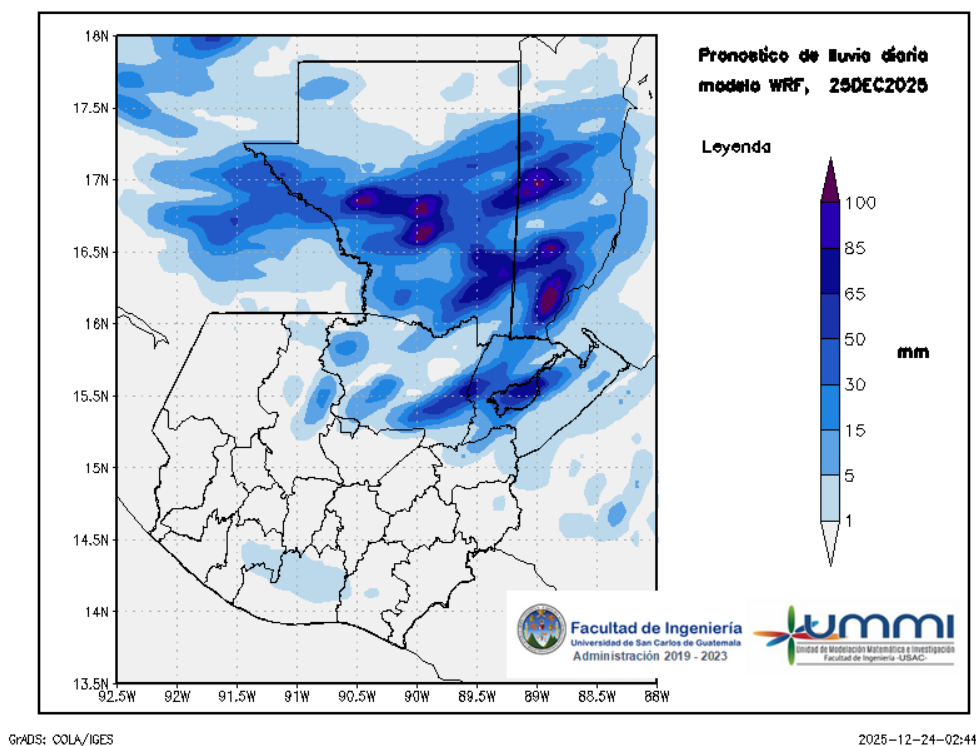 Pronostico de lluvia diaria
modelo WRF, 25DEC2025
Leyenda
100
85
65
50
30
15
5
1
mm
18N
17.5N
17N
16.5N
16N
15.5N
15N
14.5N
14N
13.5N
92.5W 92W 91.5W 91W 90.5W 90W 89.5W 89W 88.5W 88W
Facultad de Ingeniería
Universidad de San Carlos de Guatemala
Administración 2019 - 2023
ummi
Unidad de Modelación Matemática e Investigación
Facultad de Ingeniería -USAC-
GrADS: COLA/IGES
2025-12-24-02:44